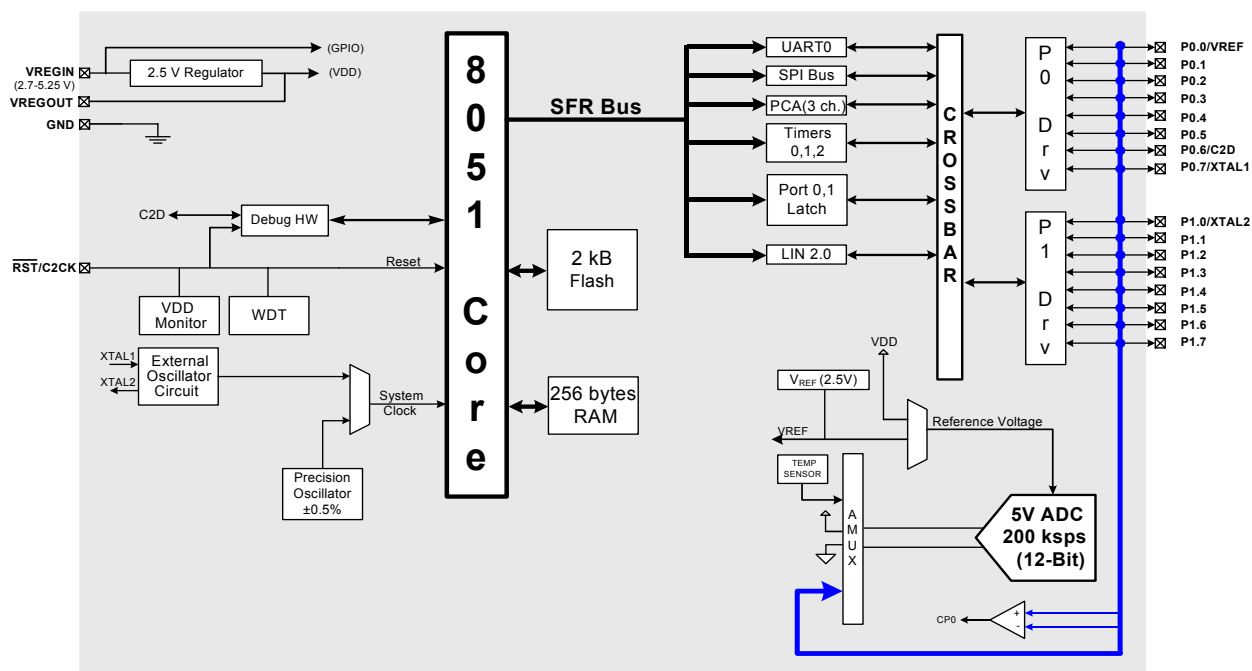 VREGIN
(2.7-5.25 V)
VREGOUT
GND
2.5 V Regulator
(GPIO)
(VDD)
C2D
Debug HW
RST/C2CK
Reset
VDD
Monitor
WDT
XTAL1
XTAL2
External
Oscillator
Circuit
System
Clock
Precision
Oscillator
±0.5%
8
0
5
1
C
o
r
e
2 kB
Flash
256 bytes
RAM
SFR Bus
UART0
SPI Bus
PCA(3 ch.)
Timers
0,1,2
Port 0,1
Latch
LIN 2.0
C
R
O
S
S
B
A
R
P
0
D
r
v
P
1
D
r
v
P0.0/VREF
P0.1
P0.2
P0.3
P0.4
P0.5
P0.6/C2D
P0.7/XTAL1
P1.0/XTAL2
P1.1
P1.2
P1.3
P1.4
P1.5
P1.6
P1.7
VDD
VREF (2.5V)
VREF
Reference Voltage
TEMP
SENSOR
A
M
U
X
5V ADC
200 ksps
(12-Bit)
CP0
+
-